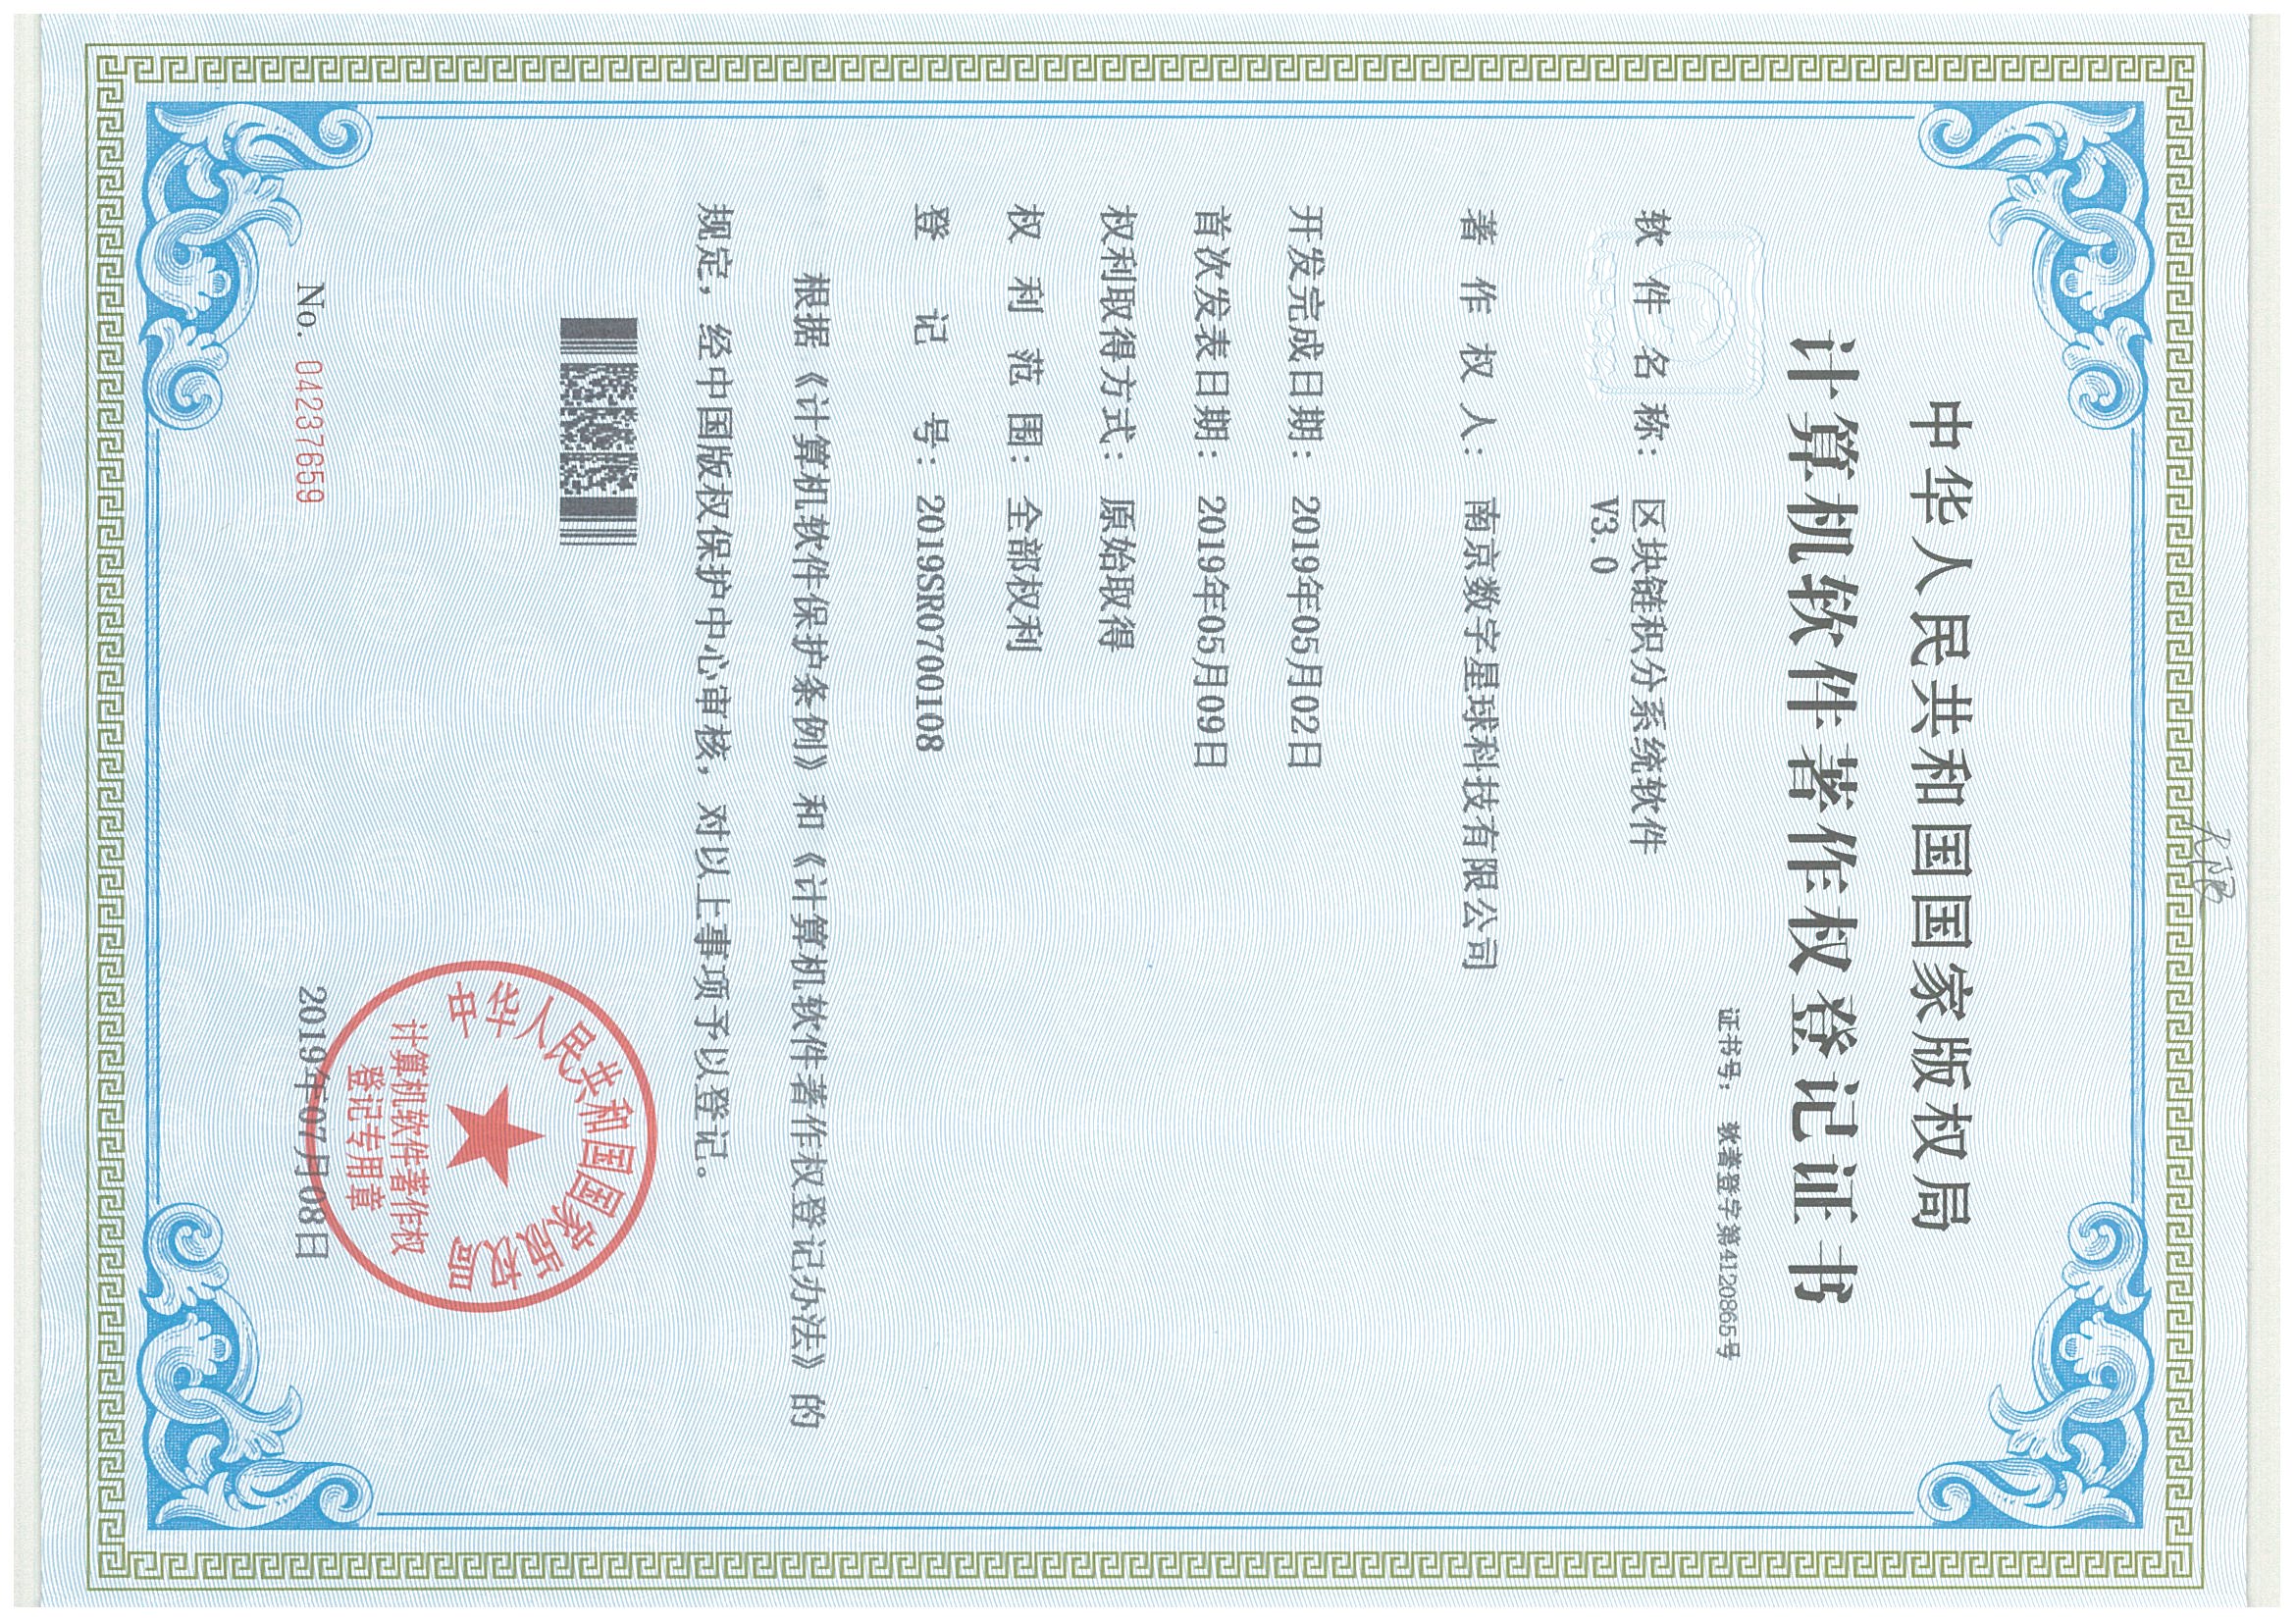 无限
中华人民共和国国家版权局
计算机软件著作权登记证书
证书号： 软著登字第4120865号
软件名称： 区块链积分系统软件
V3.0
著作权人： 南京数字星球科技有限公司
开发完成日期： 2019年05月02日
首次发表日期： 2019年05月09日
权利取得方式： 原始取得
权利范围： 全部权利
登记号： 2019SR0700108
根据《计算机软件保护条例》和《计算机软件著作权登记办法》的
规定，经中国版权保护中心审核，对以上事项予以登记。
中华人民共和国国家版权局
计算机软件著作权
登记专用章
No. 04237659
2019年07月08日